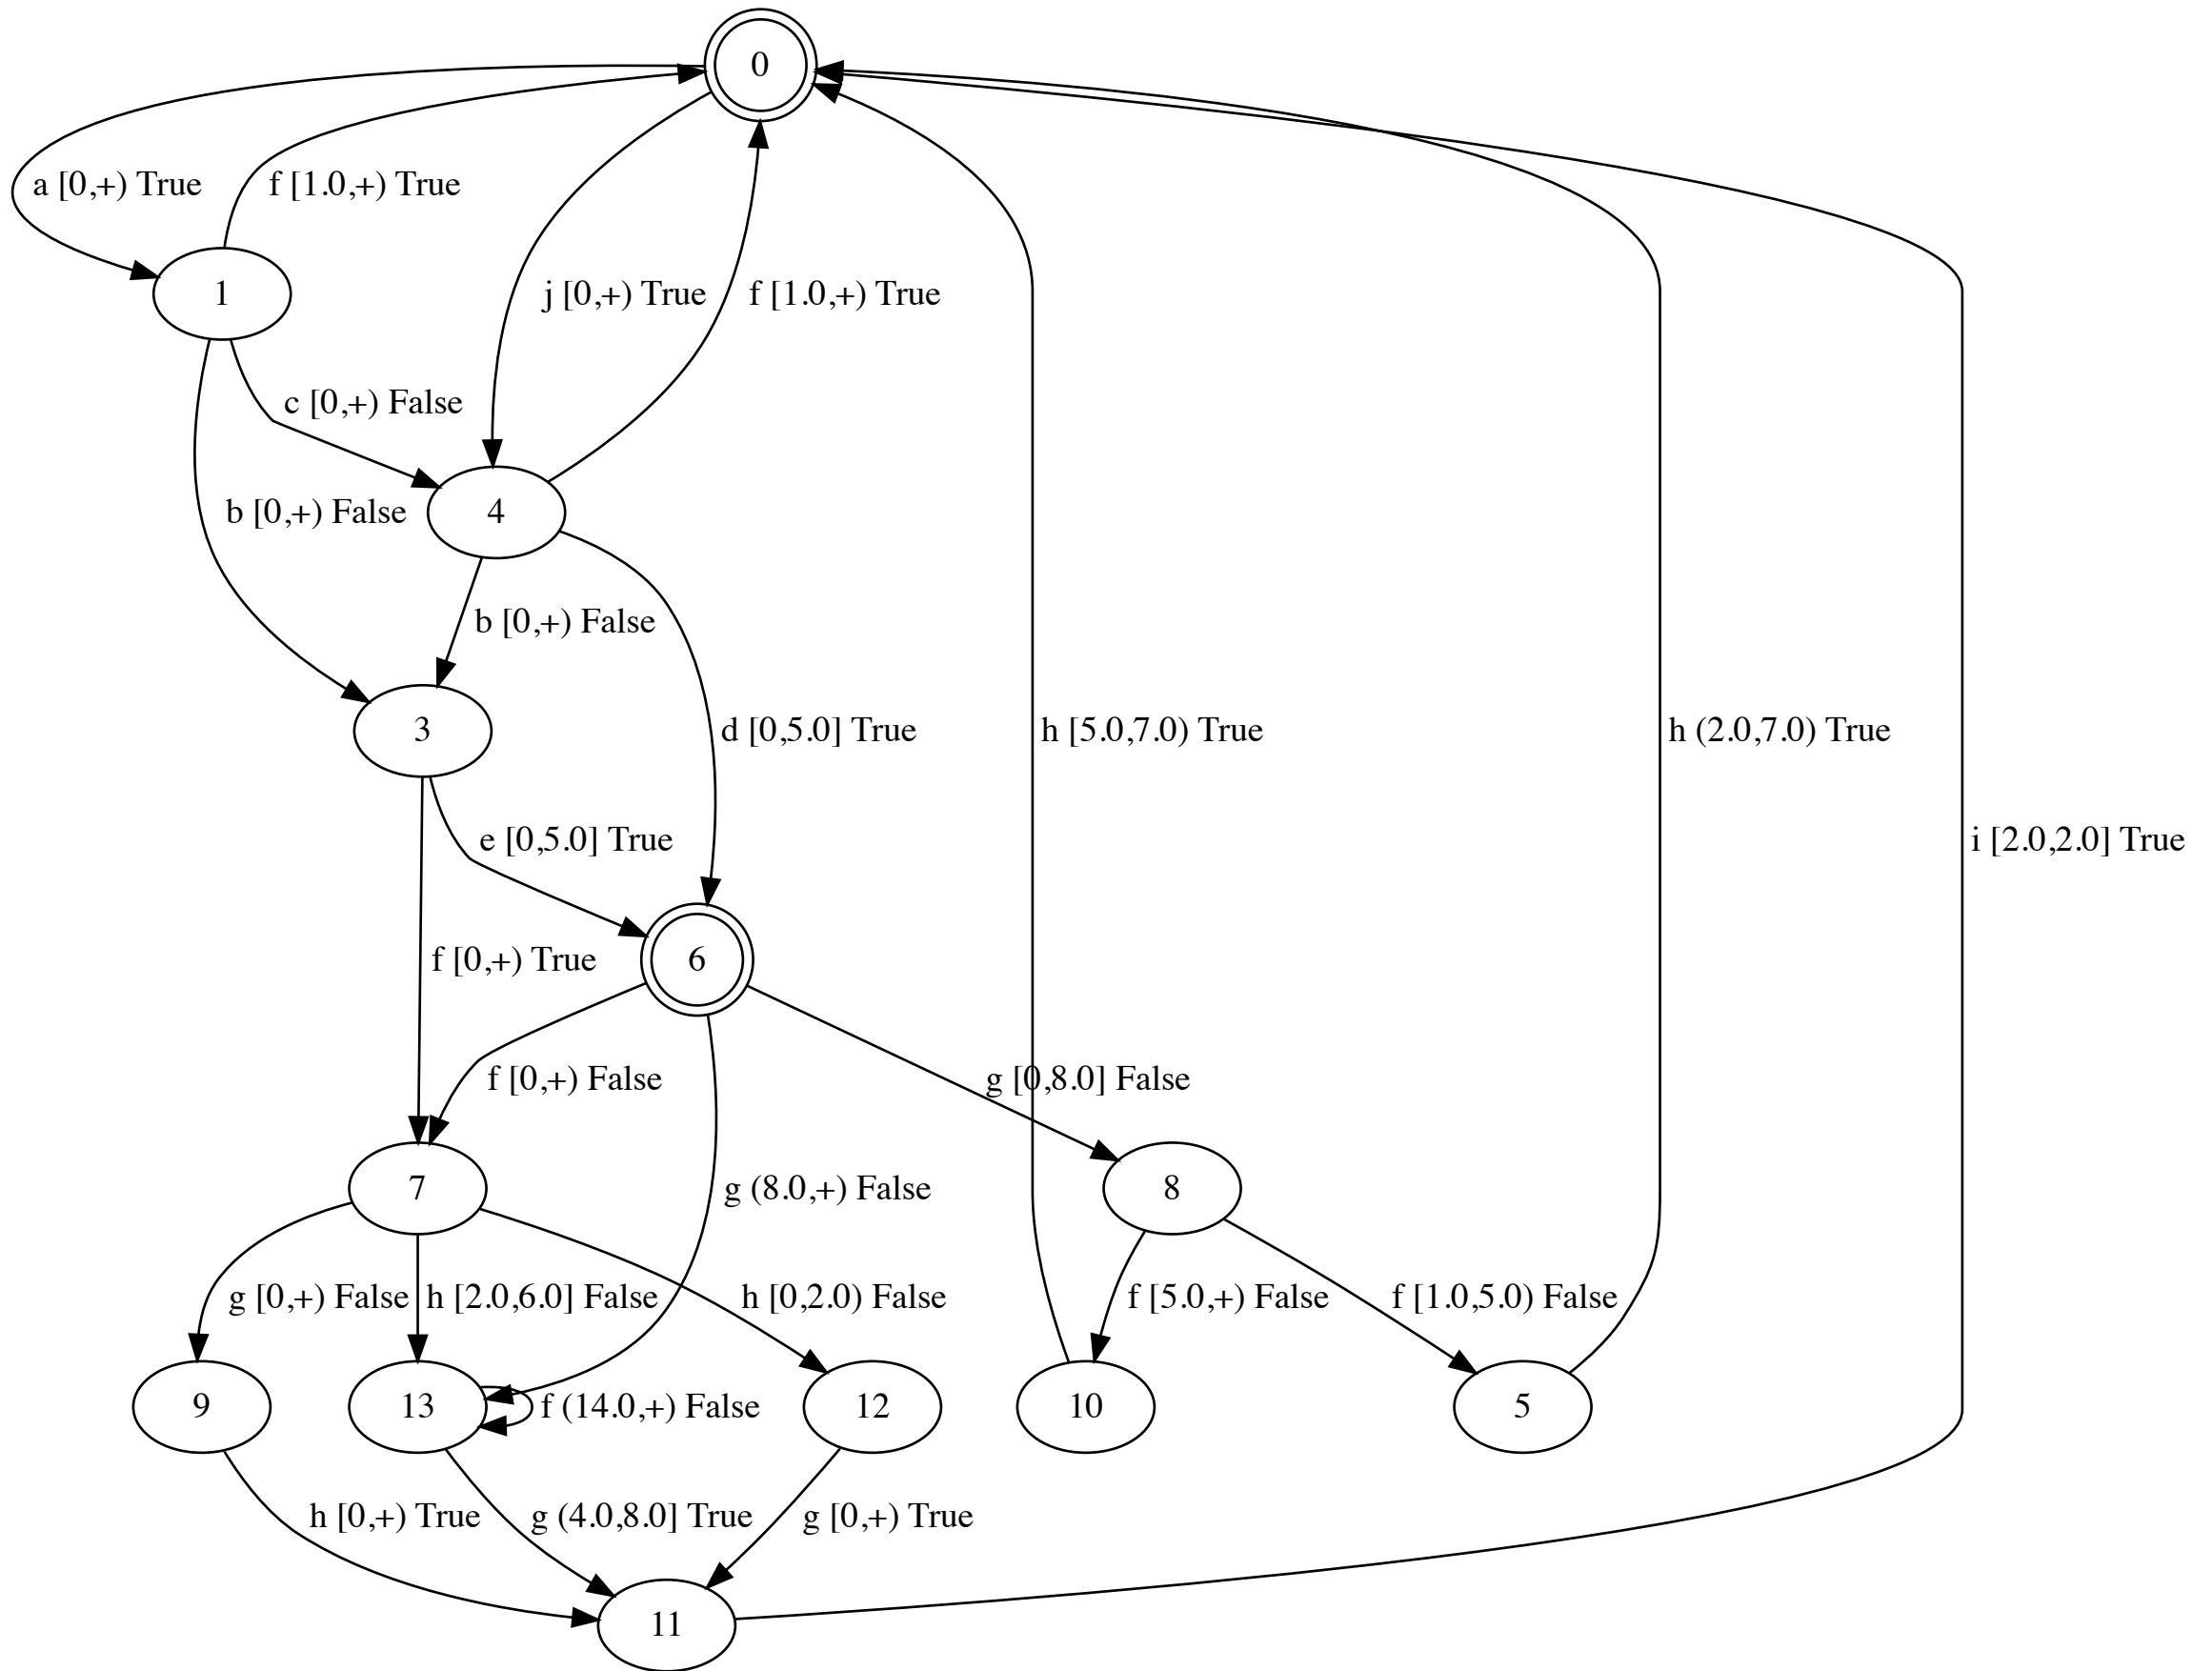 0
a [0,+) True
f [1.0,+) True
1
j [0,+) True
f [1.0,+) True
c [0,+) False
b [0,+) False
4
b [0,+) False
3
d [0,5.0] True
h [5.0,7.0) True
h (2.0,7.0) True
e [0,5.0] True
i [2.0,2.0] True
f [0,+) True
6
f [0,+) False
g [0,8.0] False
7
g (8.0,+) False
8
g [0,+) False
h [2.0,6.0] False
h [0,2.0) False
f [5.0,+) False
f [1.0,5.0) False
9
13
f (14.0,+) False
12
10
5
h [0,+) True
g (4.0,8.0] True
g [0,+) True
11